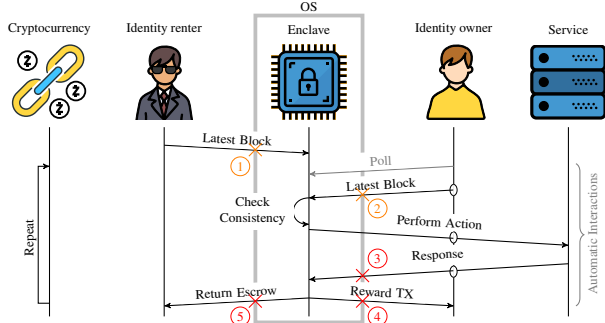 OS
Cryptocurrency
Identity renter
Enclave
Identity owner
Service
Latest Block
1
Poll
Latest Block
2
Check
Consistency
Perform Action
Response
3
Return Escrow
5
Reward TX
4
Repeat
Automatic Interactions